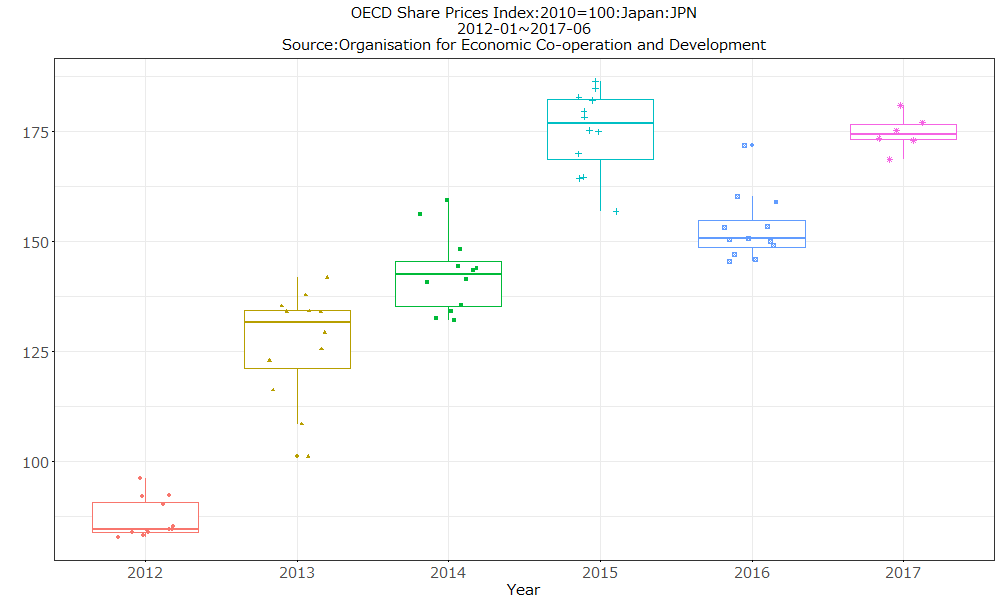 OECD Share Prices Index:2010=100:Japan:JPN
2012-01~2017-06
Source:Organisation for Economic Co-operation and Development
175
150
125
100
2012 2013 2014 2015 2016 2017
Year